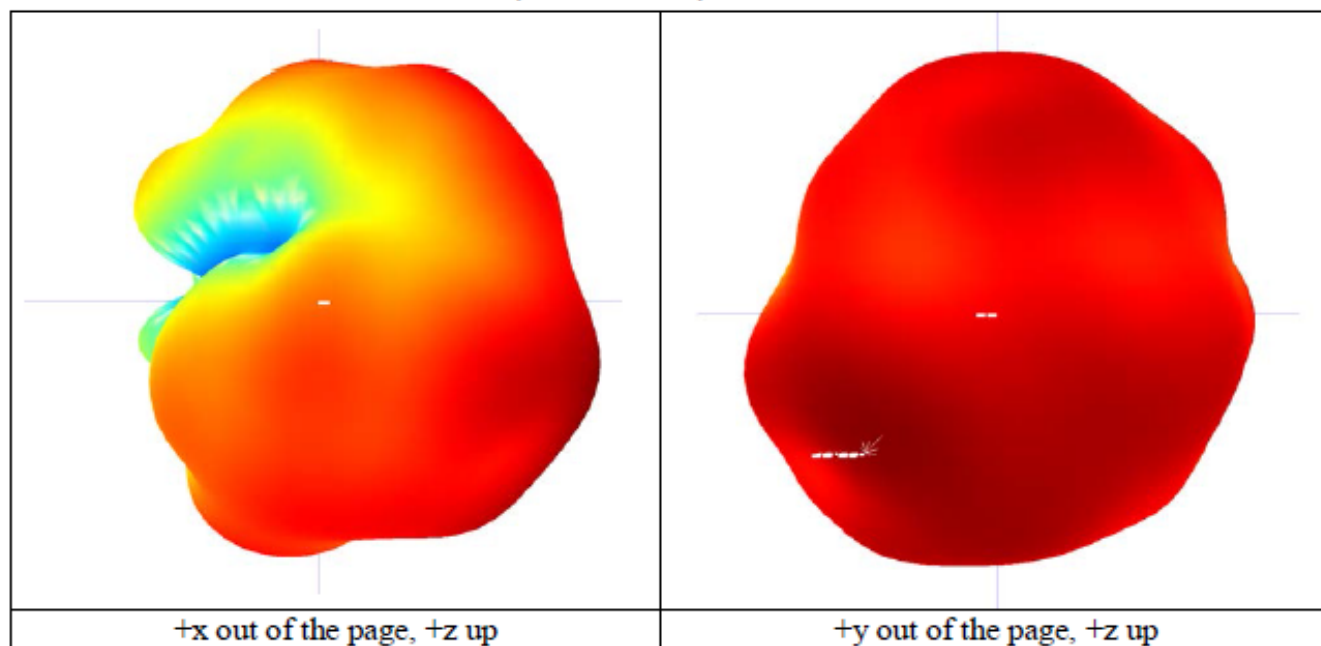 +x out of the page, +z up
+y out of the page, +z up